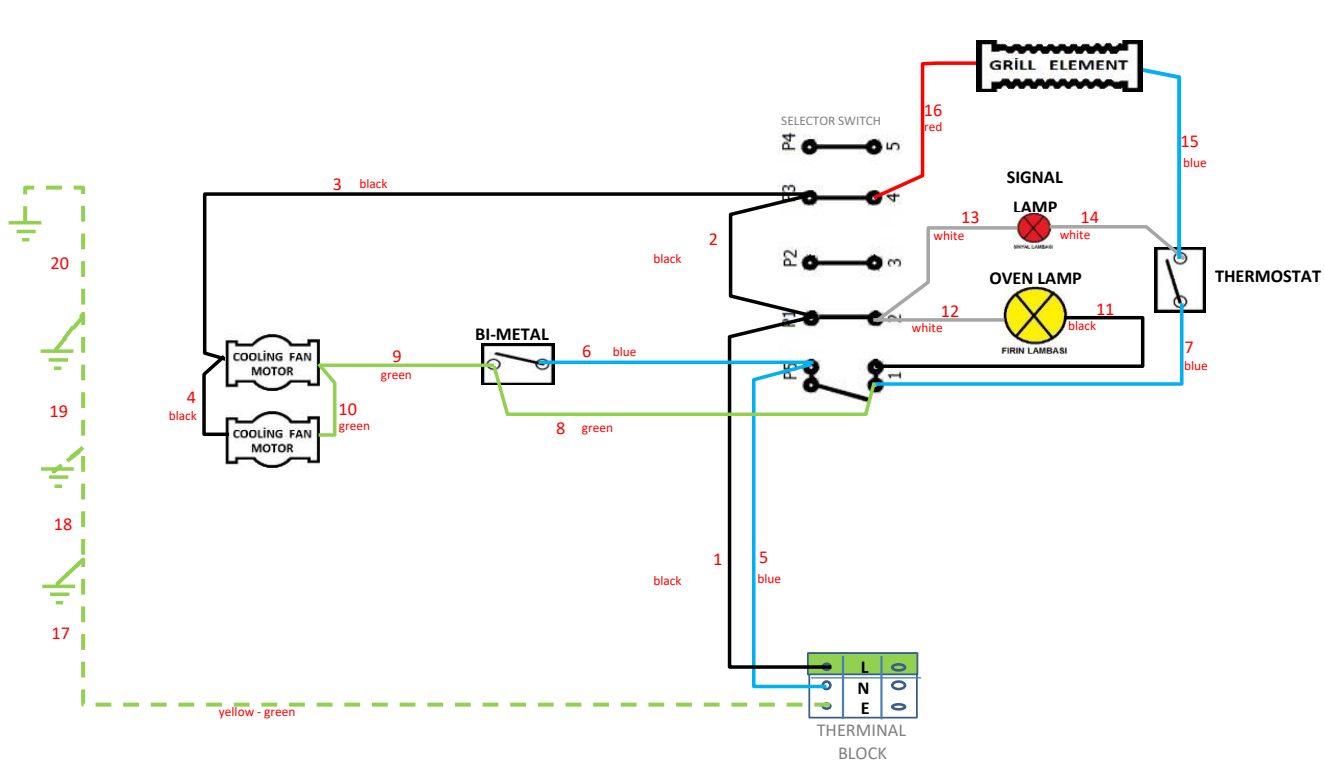 GRİLL ELEMENT
16
red
SELECTOR SWITCH
P4
5
15
blue
3
black
P3
4
SIGNAL
LAMP
13
white
14
white
SİNYAL LAMBASI
2
black
P2
3
20
THERMOSTAT
OVEN LAMP
P1
2
12
white
11
black
FIRIN LAMBASI
BI-METAL
COOLİNG FAN
MOTOR
9
green
6
blue
P5
1
7
blue
4
black
10
green
19
COOLİNG FAN
MOTOR
8
green
18
1
black
5
blue
17
L
N
E
yellow - green
THERMINAL
BLOCK